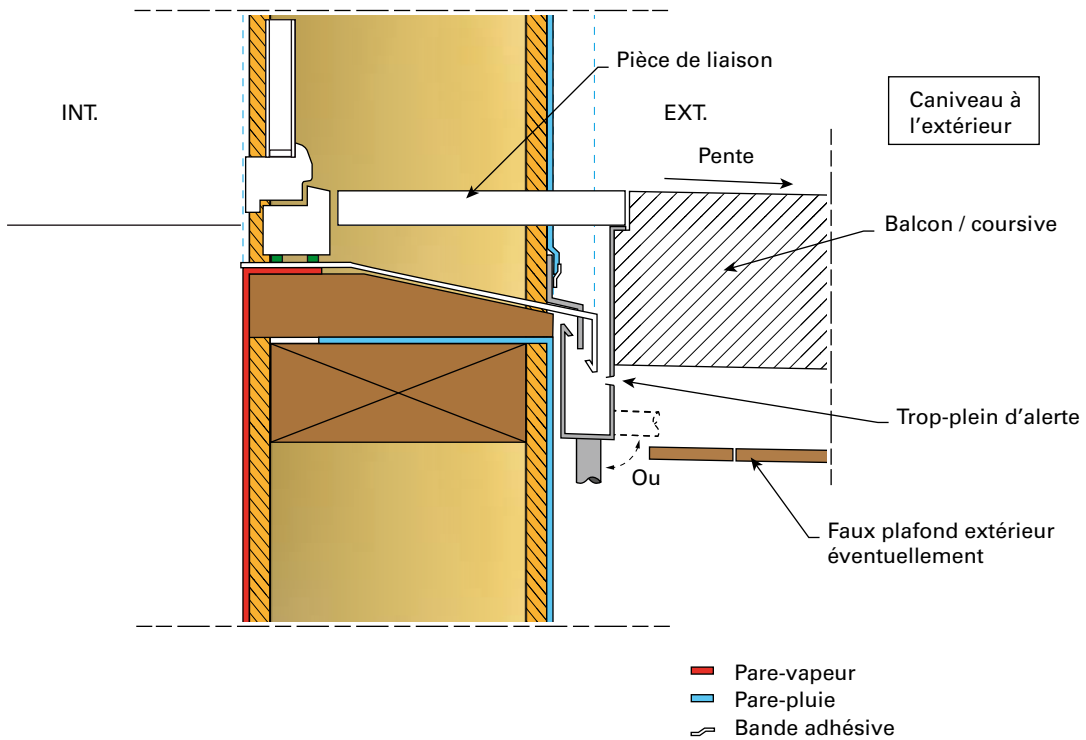 Pièce de liaison
INT.
EXT.
Caniveau à
l'extérieur
Pente
Balcon / coursive
Trop-plein d'alerte
Ou
Faux plafond extérieur
éventuellement
Pare-vapeur
Pare-pluie
Bande adhésive